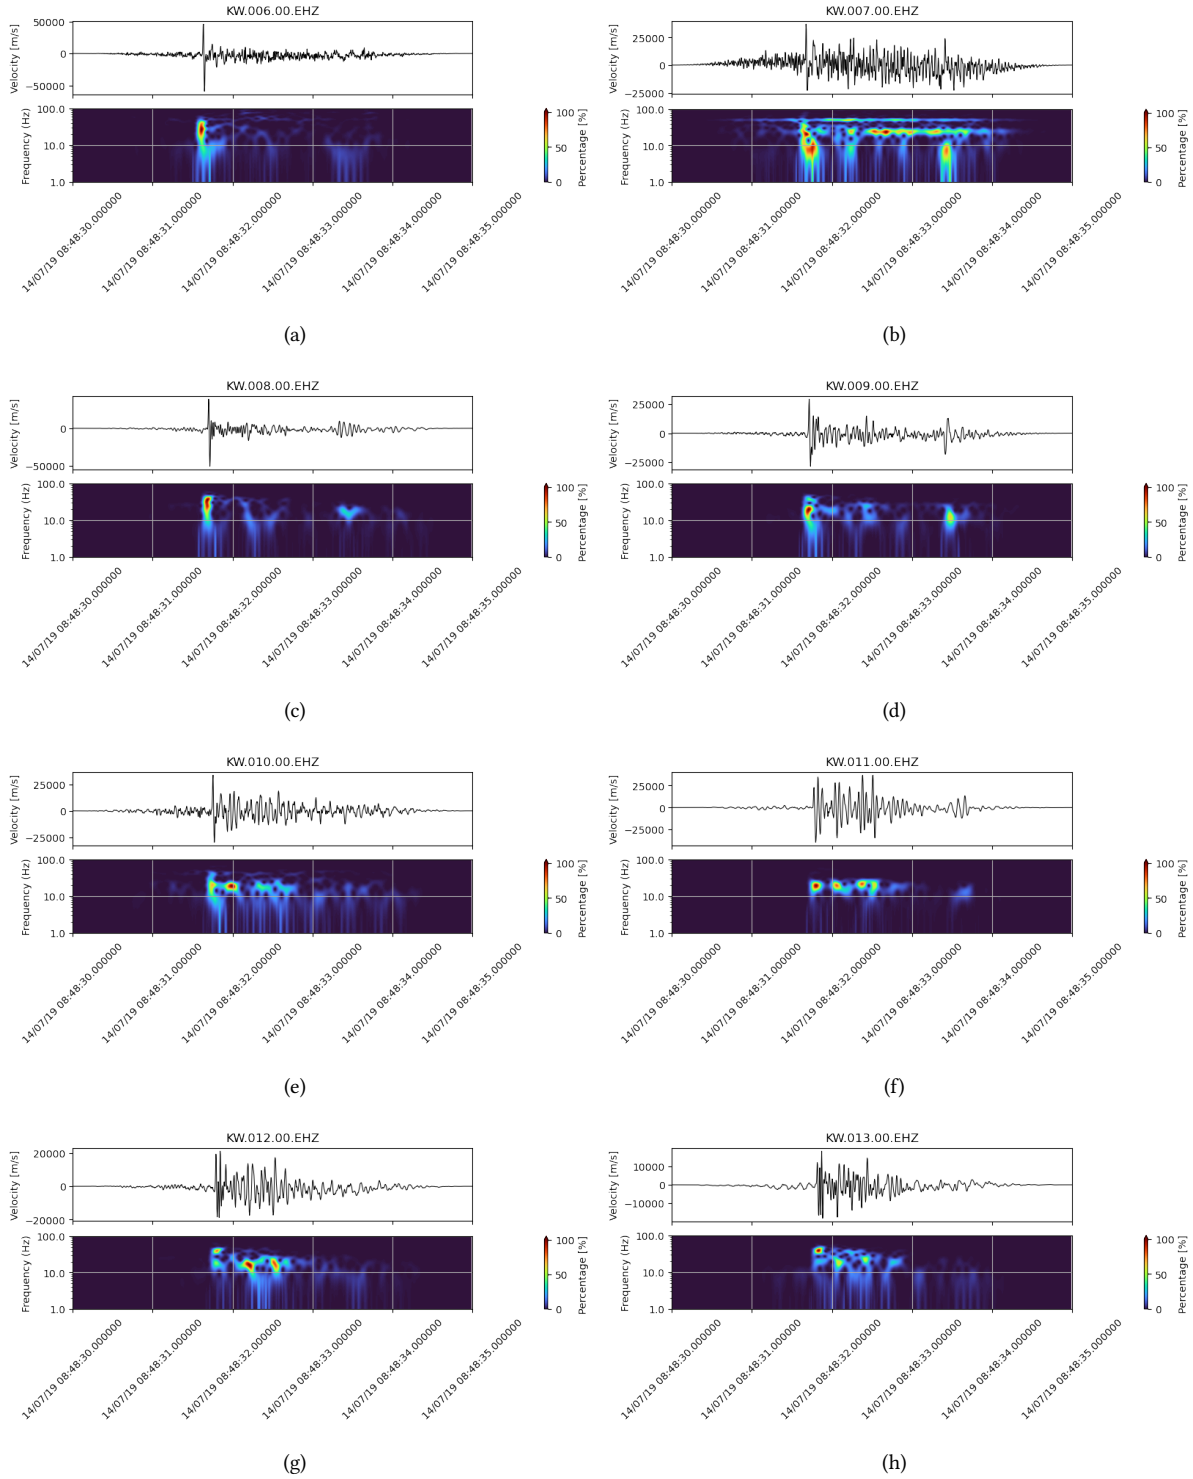 KW.006.00.EHZ
Velocity [m/s]
50000
0
−50000
Frequency (Hz)
100.0
10.0
1.0
Percentage [%]
100
50
0
14/07/19 08:48:30.000000
14/07/19 08:48:31.000000
14/07/19 08:48:32.000000
14/07/19 08:48:33.000000
14/07/19 08:48:34.000000
14/07/19 08:48:35.000000
(a)
KW.007.00.EHZ
Velocity [m/s]
25000
0
−25000
Frequency (Hz)
100.0
10.0
1.0
Percentage [%]
100
50
0
14/07/19 08:48:30.000000
14/07/19 08:48:31.000000
14/07/19 08:48:32.000000
14/07/19 08:48:33.000000
14/07/19 08:48:34.000000
14/07/19 08:48:35.000000
(b)
KW.008.00.EHZ
Velocity [m/s]
0
−50000
Frequency (Hz)
100.0
10.0
1.0
Percentage [%]
100
50
0
14/07/19 08:48:30.000000
14/07/19 08:48:31.000000
14/07/19 08:48:32.000000
14/07/19 08:48:33.000000
14/07/19 08:48:34.000000
14/07/19 08:48:35.000000
(c)
KW.009.00.EHZ
Velocity [m/s]
25000
0
−25000
Frequency (Hz)
100.0
10.0
1.0
Percentage [%]
100
50
0
14/07/19 08:48:30.000000
14/07/19 08:48:31.000000
14/07/19 08:48:32.000000
14/07/19 08:48:33.000000
14/07/19 08:48:34.000000
14/07/19 08:48:35.000000
(d)
KW.010.00.EHZ
Velocity [m/s]
25000
0
−25000
Frequency (Hz)
100.0
10.0
1.0
Percentage [%]
100
50
0
14/07/19 08:48:30.000000
14/07/19 08:48:31.000000
14/07/19 08:48:32.000000
14/07/19 08:48:33.000000
14/07/19 08:48:34.000000
14/07/19 08:48:35.000000
(e)
KW.011.00.EHZ
Velocity [m/s]
25000
0
−25000
Frequency (Hz)
100.0
10.0
1.0
Percentage [%]
100
50
0
14/07/19 08:48:30.000000
14/07/19 08:48:31.000000
14/07/19 08:48:32.000000
14/07/19 08:48:33.000000
14/07/19 08:48:34.000000
14/07/19 08:48:35.000000
(f)
KW.012.00.EHZ
Velocity [m/s]
20000
0
−20000
Frequency (Hz)
100.0
10.0
1.0
Percentage [%]
100
50
0
14/07/19 08:48:30.000000
14/07/19 08:48:31.000000
14/07/19 08:48:32.000000
14/07/19 08:48:33.000000
14/07/19 08:48:34.000000
14/07/19 08:48:35.000000
(g)
KW.013.00.EHZ
Velocity [m/s]
10000
0
−10000
Frequency (Hz)
100.0
10.0
1.0
Percentage [%]
100
50
0
14/07/19 08:48:30.000000
14/07/19 08:48:31.000000
14/07/19 08:48:32.000000
14/07/19 08:48:33.000000
14/07/19 08:48:34.000000
14/07/19 08:48:35.000000
(h)